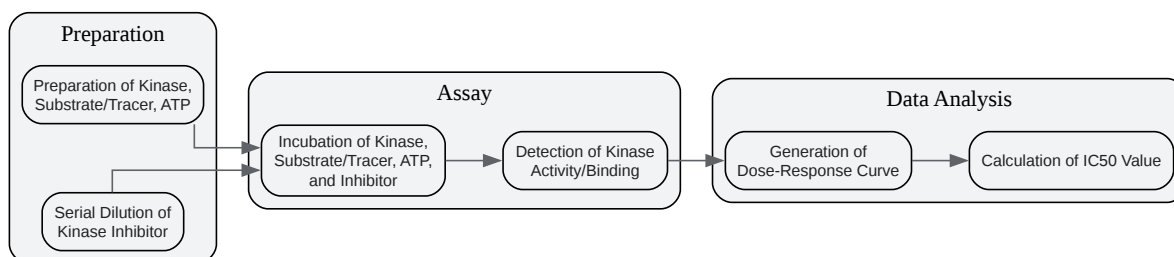 Preparation
Preparation of Kinase,
Substrate/Tracer, ATP
Serial Dilution of
Kinase Inhibitor
Assay
Incubation of Kinase,
Substrate/Tracer, ATP,
and Inhibitor
Detection of Kinase
Activity/Binding
Data Analysis
Generation of
Dose-Response Curve
Calculation of IC50 Value